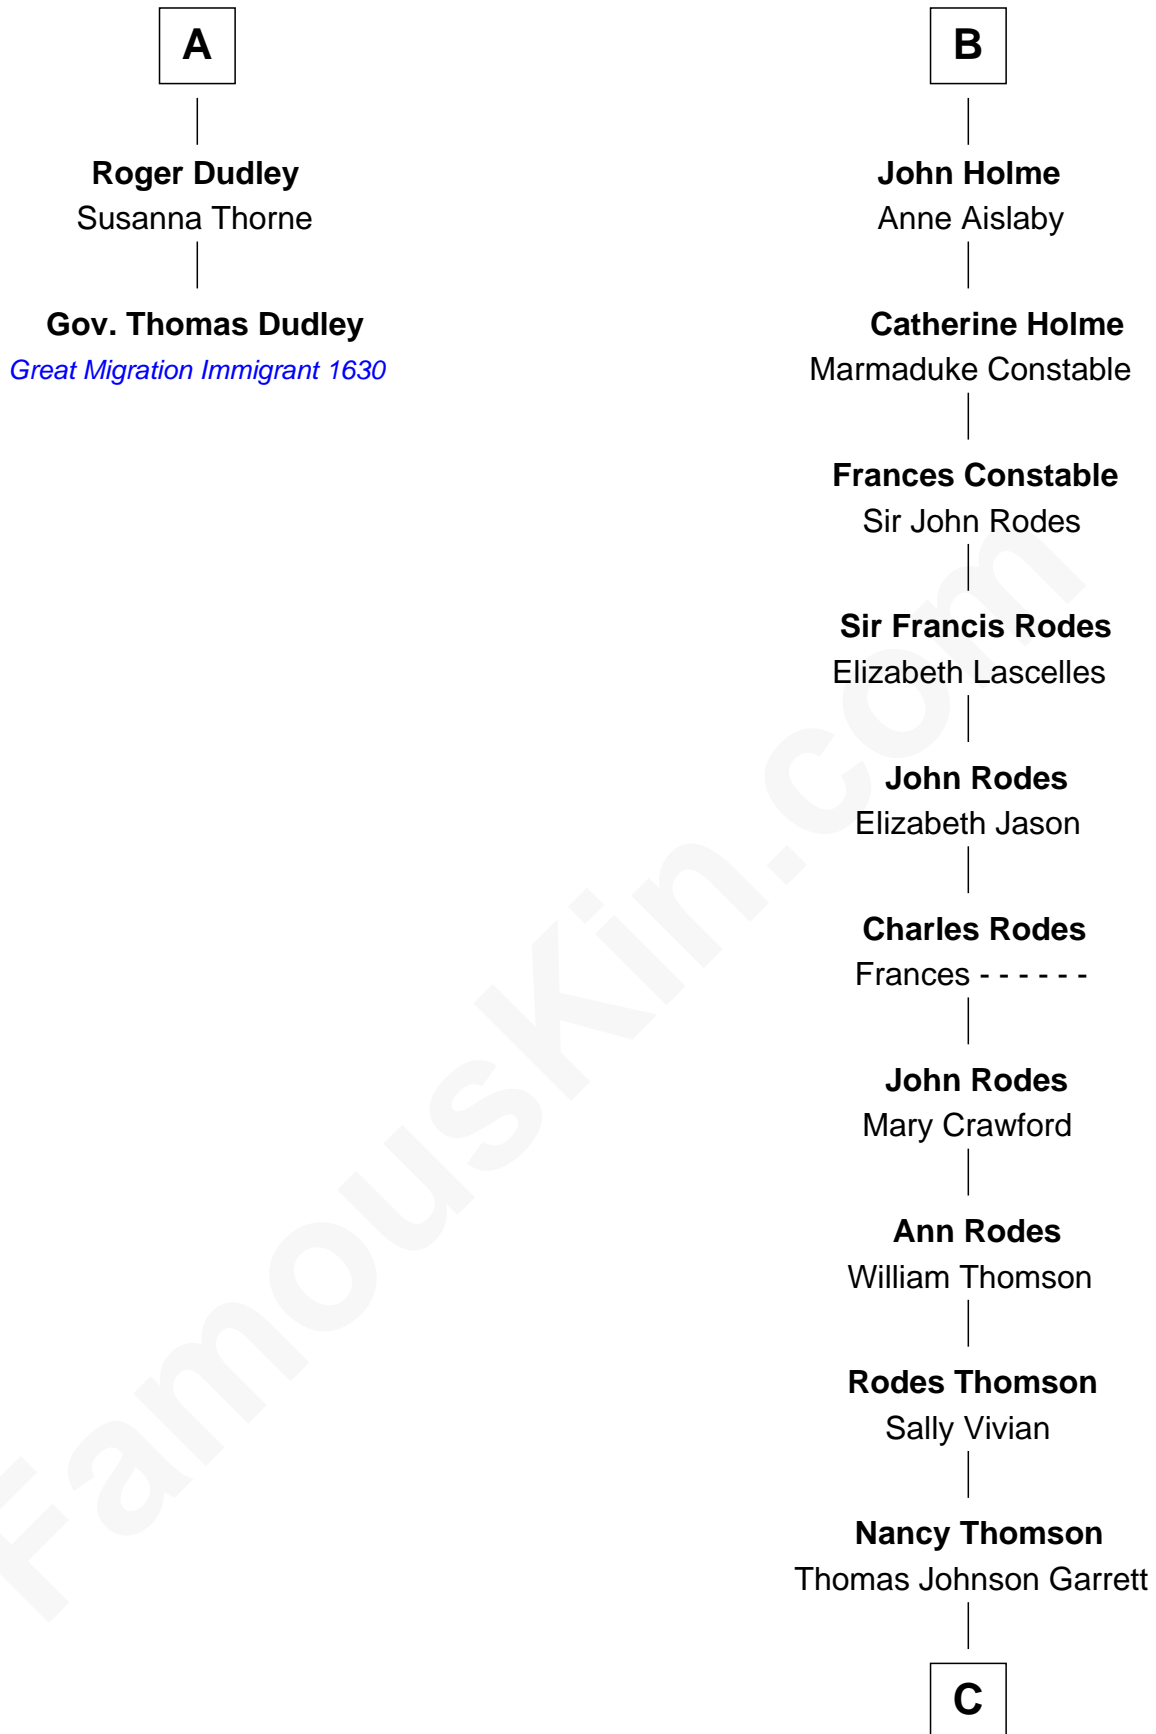 A
Roger Dudley
Susanna Thorne
Gov. Thomas Dudley
Great Migration Immigrant 1630
B
John Holme
Anne Aislaby
Catherine Holme
Marmaduke Constable
Frances Constable
Sir John Rodes
Sir Francis Rodes
Elizabeth Lascelles
John Rodes
Elizabeth Jason
Charles Rodes
Frances - - - - - -
John Rodes
Mary Crawford
Ann Rodes
William Thomson
Rodes Thomson
Sally Vivian
Nancy Thomson
Thomas Johnson Garrett
C
FamousKin.com